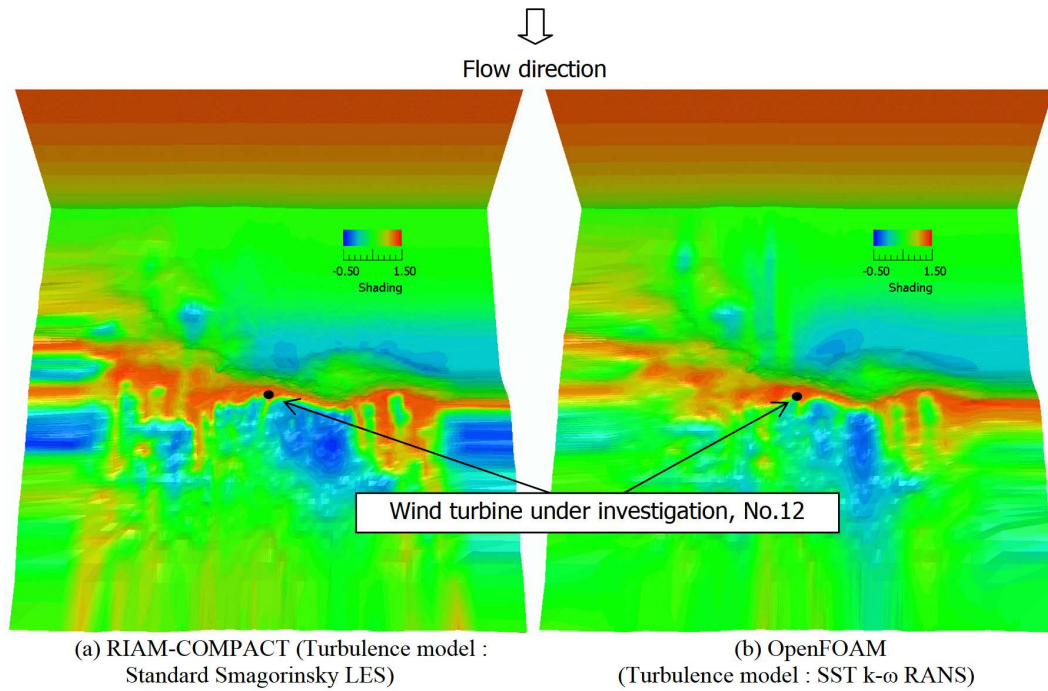 Flow direction
-0.50 1.50
Shading
-0.50 1.50
Shading
Wind turbine under investigation, No.12
(a) RIAM-COMPACT (Turbulence model :
Standard Smagorinsky LES)
(b) OpenFOAM
(Turbulence model : SST k-ω RANS)